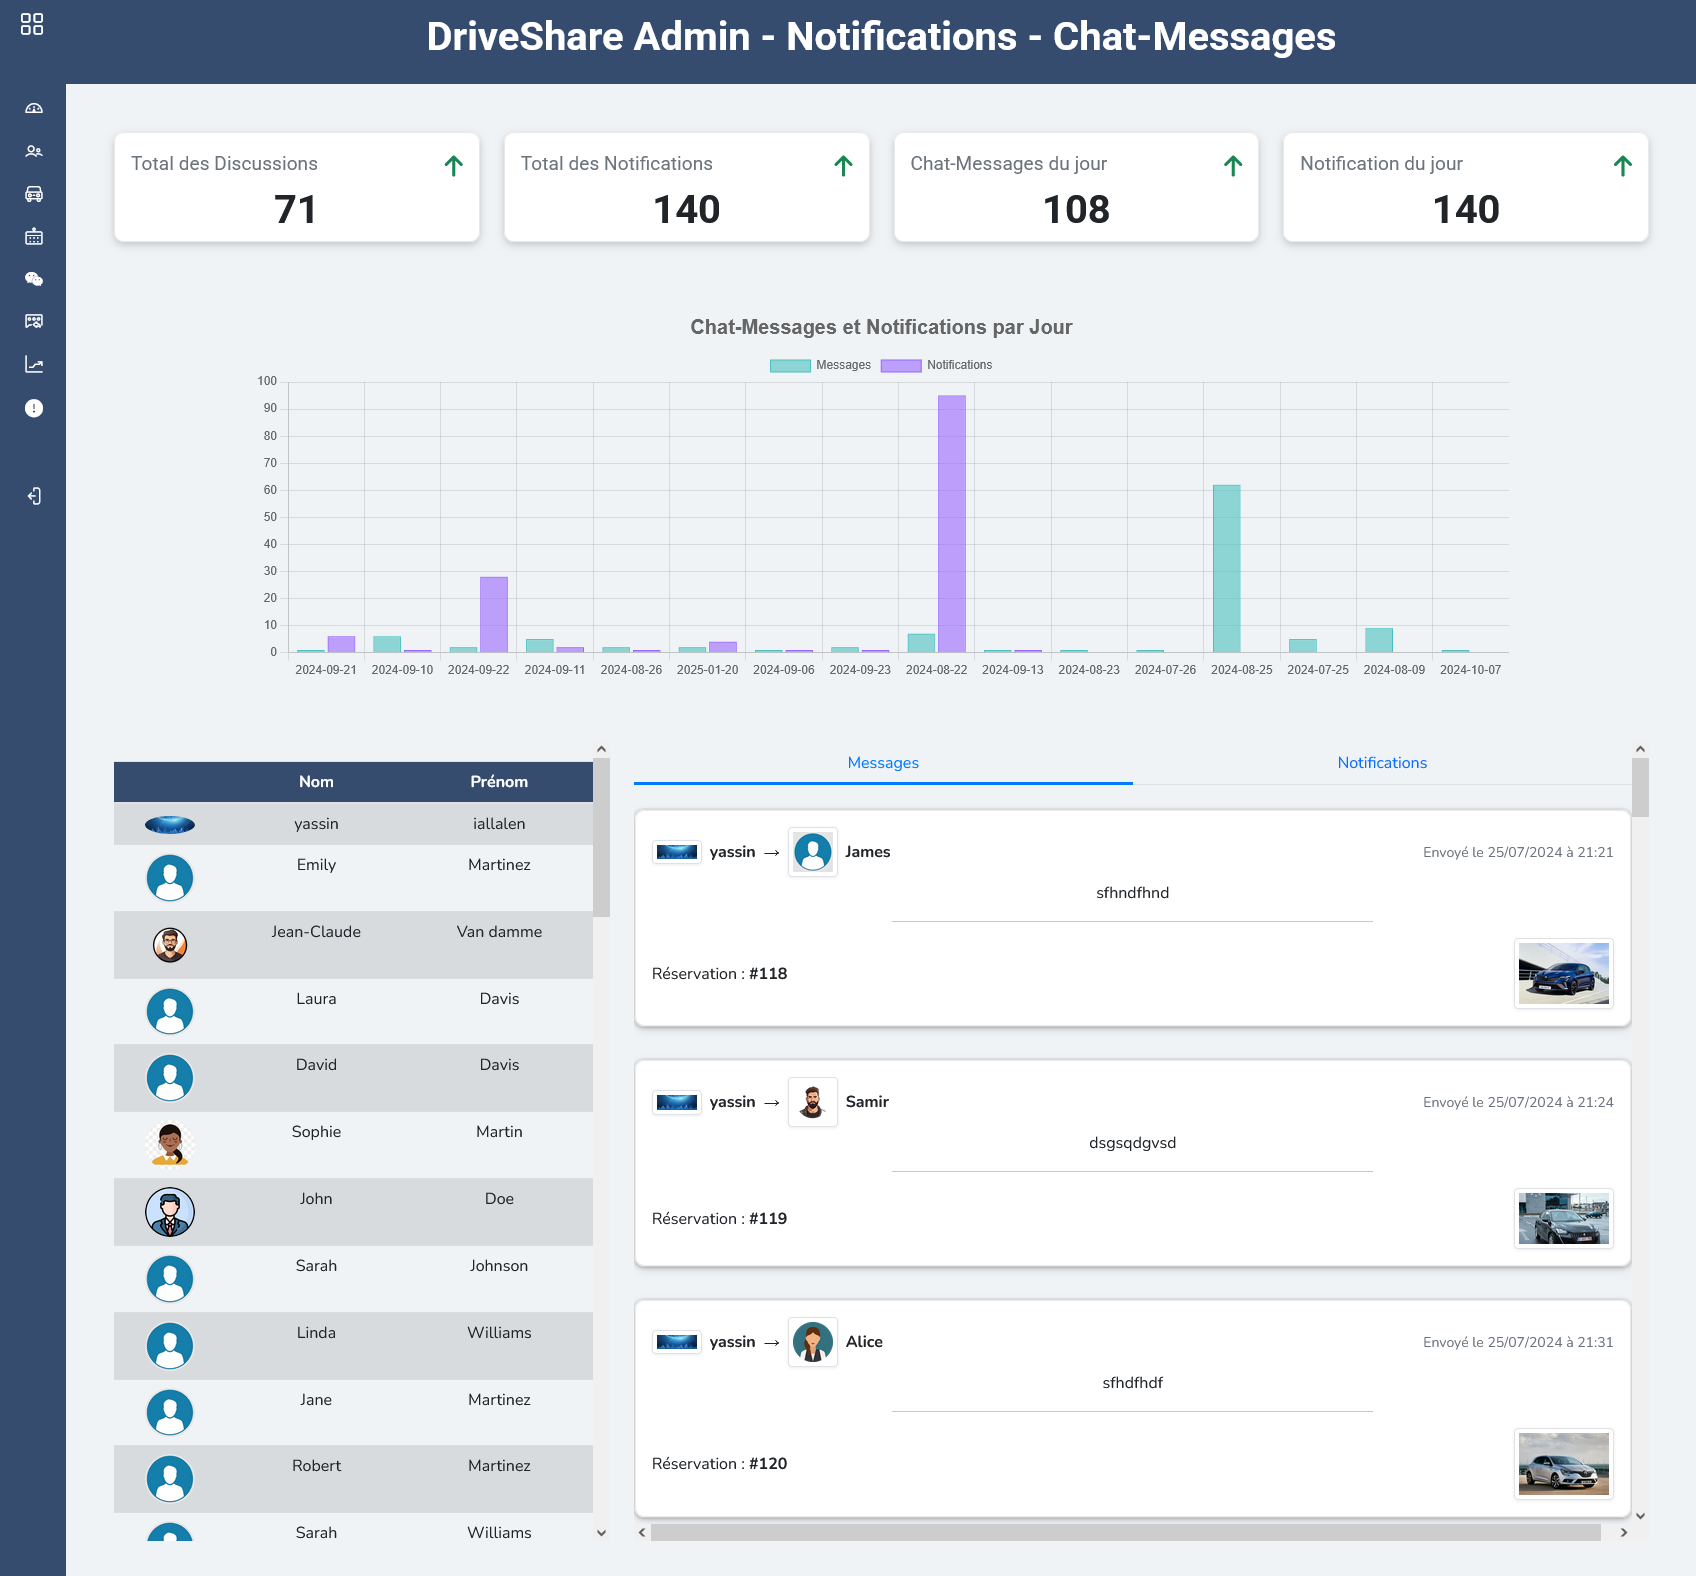 DriveShare Admin - Notifications - Chat-Messages
Total des Discussions
71
Total des Notifications
140
Chat-Messages du jour
108
Notification du jour
140
Chat-Messages et Notifications par Jour
Messages Notifications
100
90
80
70
60
50
40
30
20
10
0
2024-09-21 2024-09-10 2024-09-22 2024-09-11 2024-08-26 2025-01-20 2024-09-06 2024-09-23 2024-08-22 2024-09-13 2024-08-23 2024-07-26 2024-08-25 2024-07-25 2024-08-09 2024-10-07
Nom Prénom
yassin iallalen
Emily Martinez
Jean-Claude Van damme
Laura Davis
David Davis
Sophie Martin
John Doe
Sarah Johnson
Linda Williams
Jane Martinez
Robert Martinez
Sarah Williams
Messages Notifications
yassin → James Envoyé le 25/07/2024 à 21:21
sfhndfhnd
Réservation : #118
yassin → Samir Envoyé le 25/07/2024 à 21:24
dsgsqdgvsd
Réservation : #119
yassin → Alice Envoyé le 25/07/2024 à 21:31
sfhdfhdf
Réservation : #120